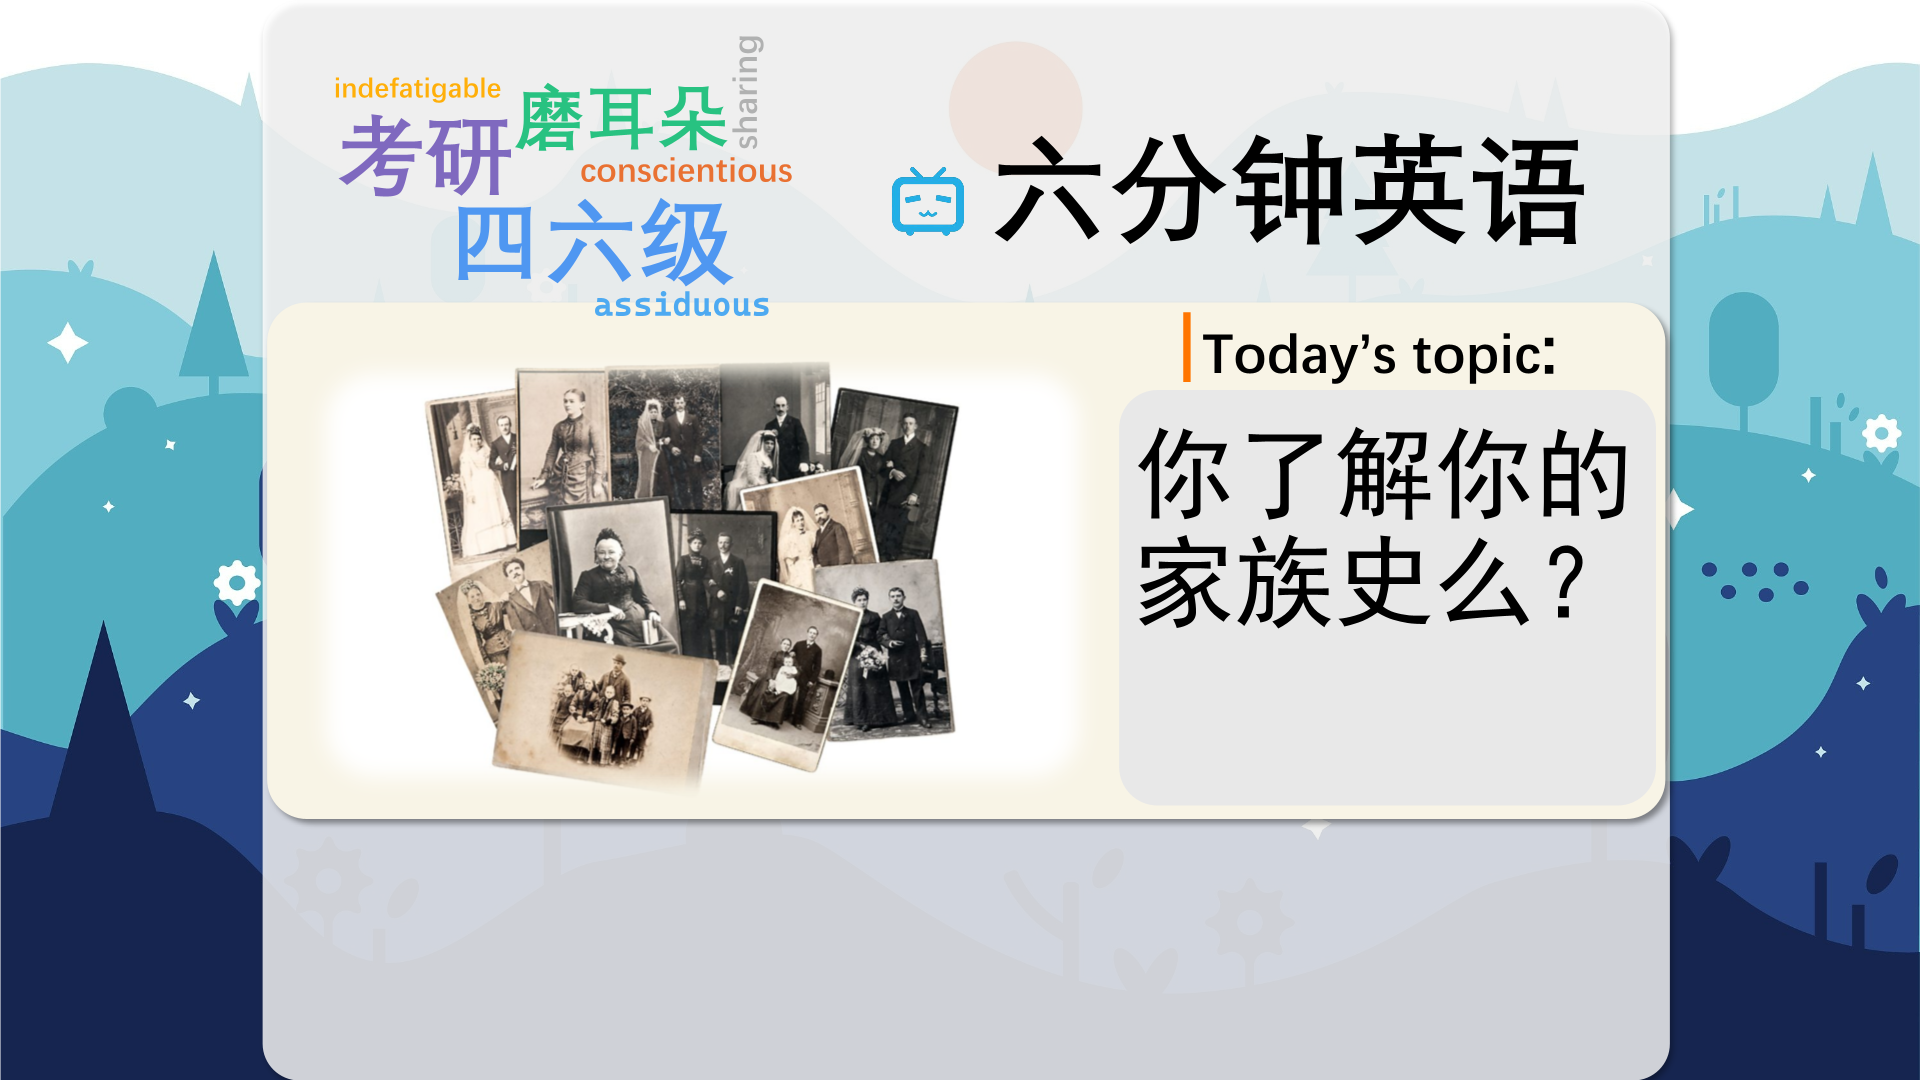 indefatigable
考研
磨耳朵
sharing
conscientious
四六级
assiduous
六分钟英语
Today’s topic:
你了解你的
家族史么？